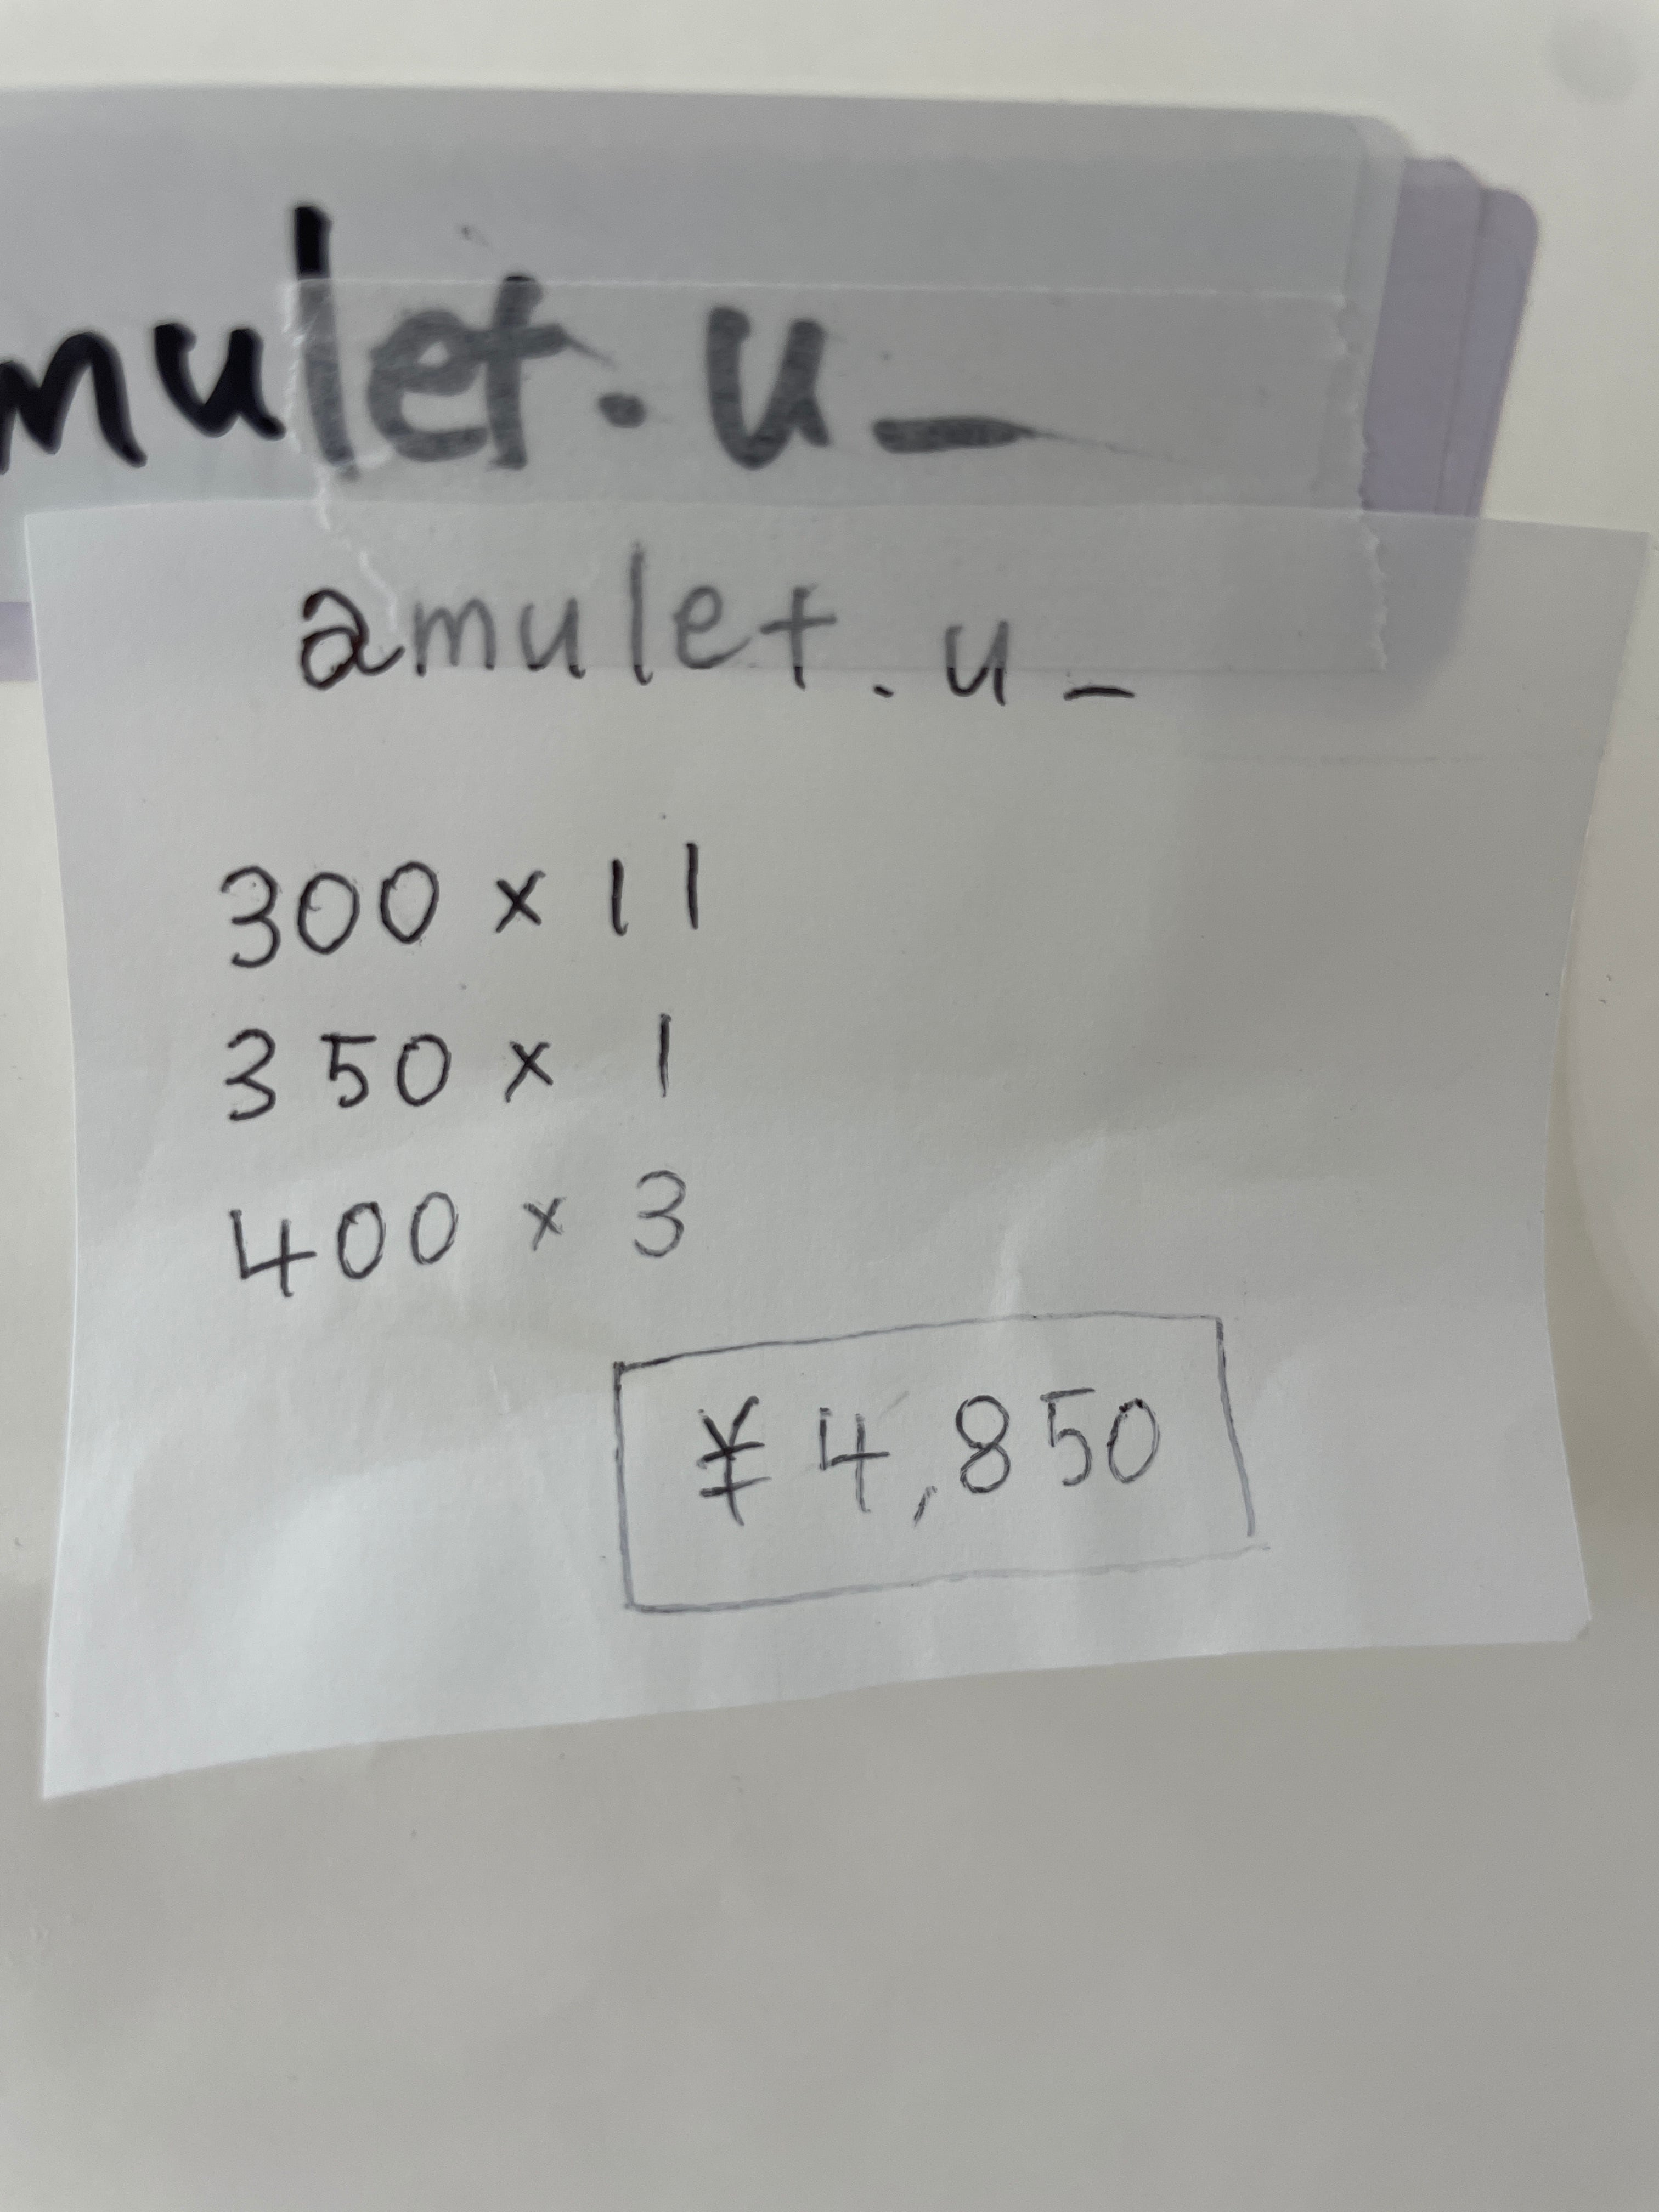 mulet.u_
amulet.u_
300 × 11
350 × 1
400 × 3
¥4,850